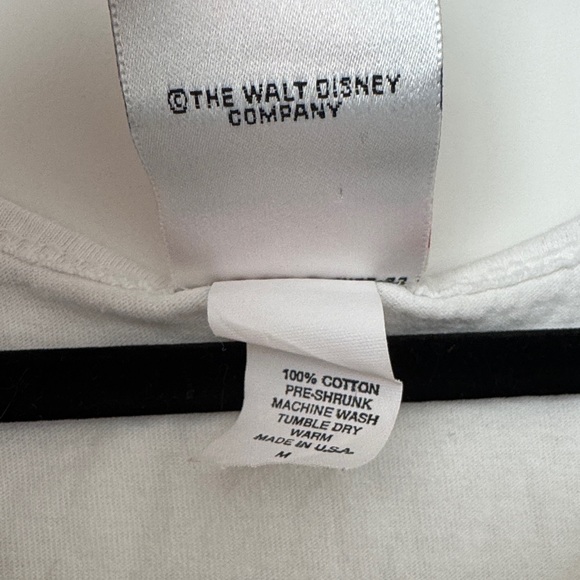 ©THE WALT DISNEY
COMPANY
100% COTTON
PRE-SHRUNK
MACHINE WASH
TUMBLE DRY
WARM
MADE IN U.S.A.
M